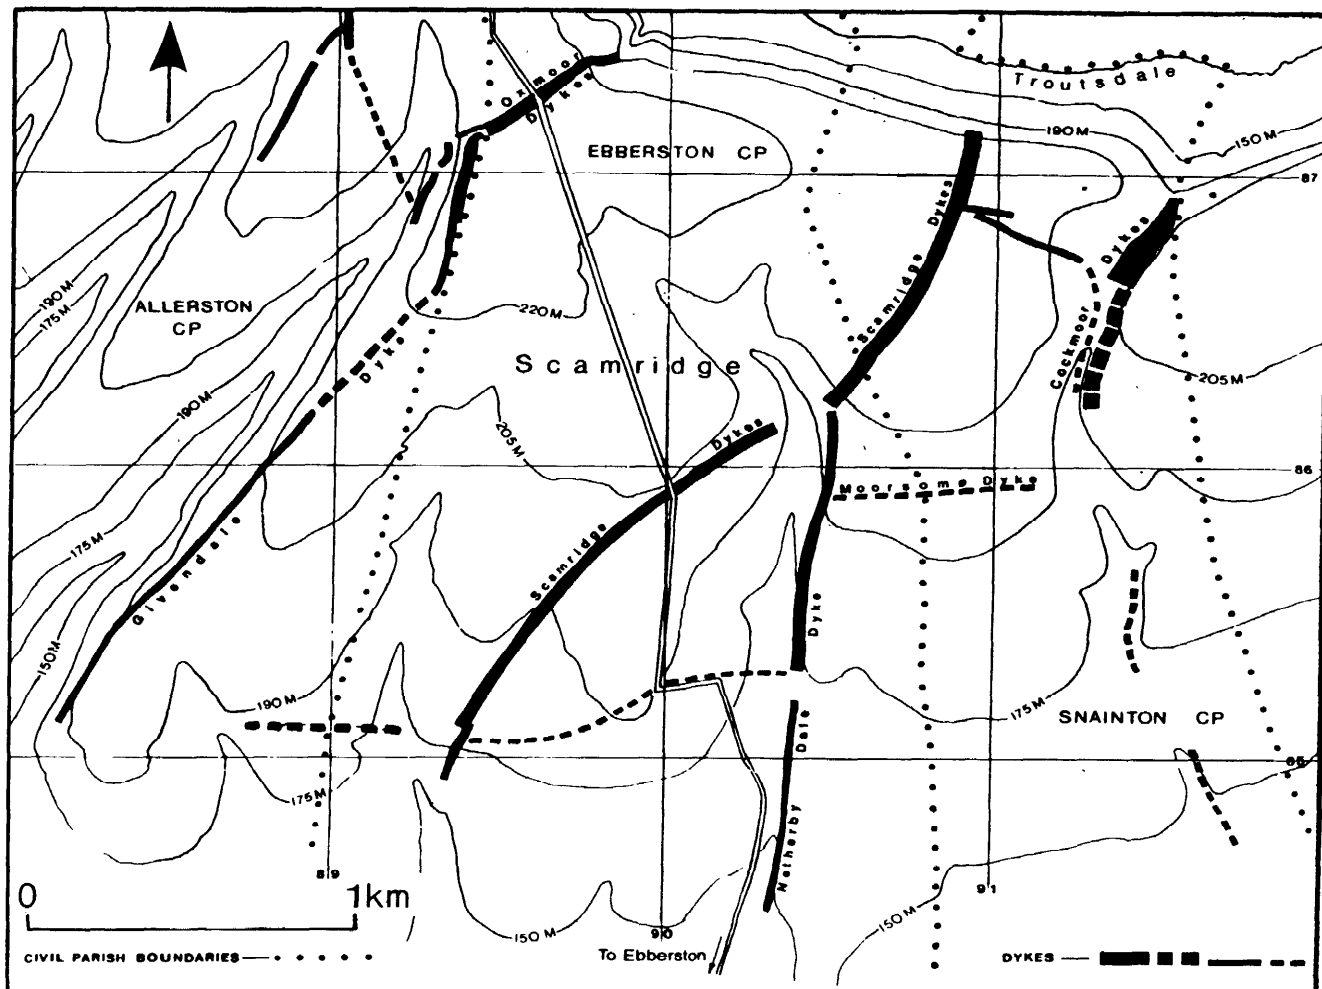 Troutsdale
Oxmoor
Dykes
190M
150M
EBBERSTON CP
87
Dykes
Scamridge
Dykes
190M
175M
ALLERSTON
CP
220M
Cockmoor
Dyke
Scamridge
205M
190M
205M
Dykes
86
Moorsome Dyke
Givendale
175M
Scamridge
Dyke
150M
190M
175M
SNAINTON CP
Dale
85
175M
Netherby
89
91
0 1km
150M
90
150M
CIVIL PARISH BOUNDARIES
To Ebberston
DYKES